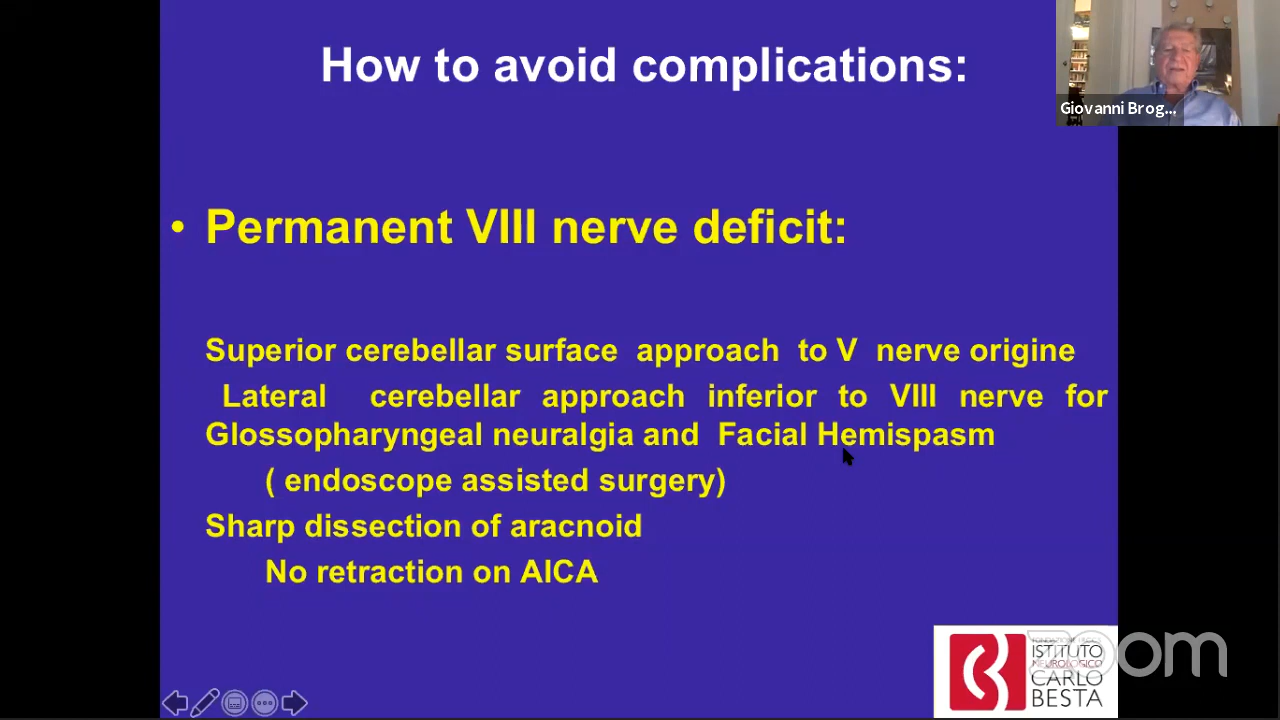 How to avoid complications:
Giovanni Brog...
• Permanent VIII nerve deficit:
Superior cerebellar surface approach to V nerve origine
Lateral cerebellar approach inferior to VIII nerve for
Glossopharyngeal neuralgia and Facial Hemispasm
( endoscope assisted surgery)
Sharp dissection of aracnoid
No retraction on AICA
ISTITUTO
NEUROLOGICO
CARLO
BESTA
zoom